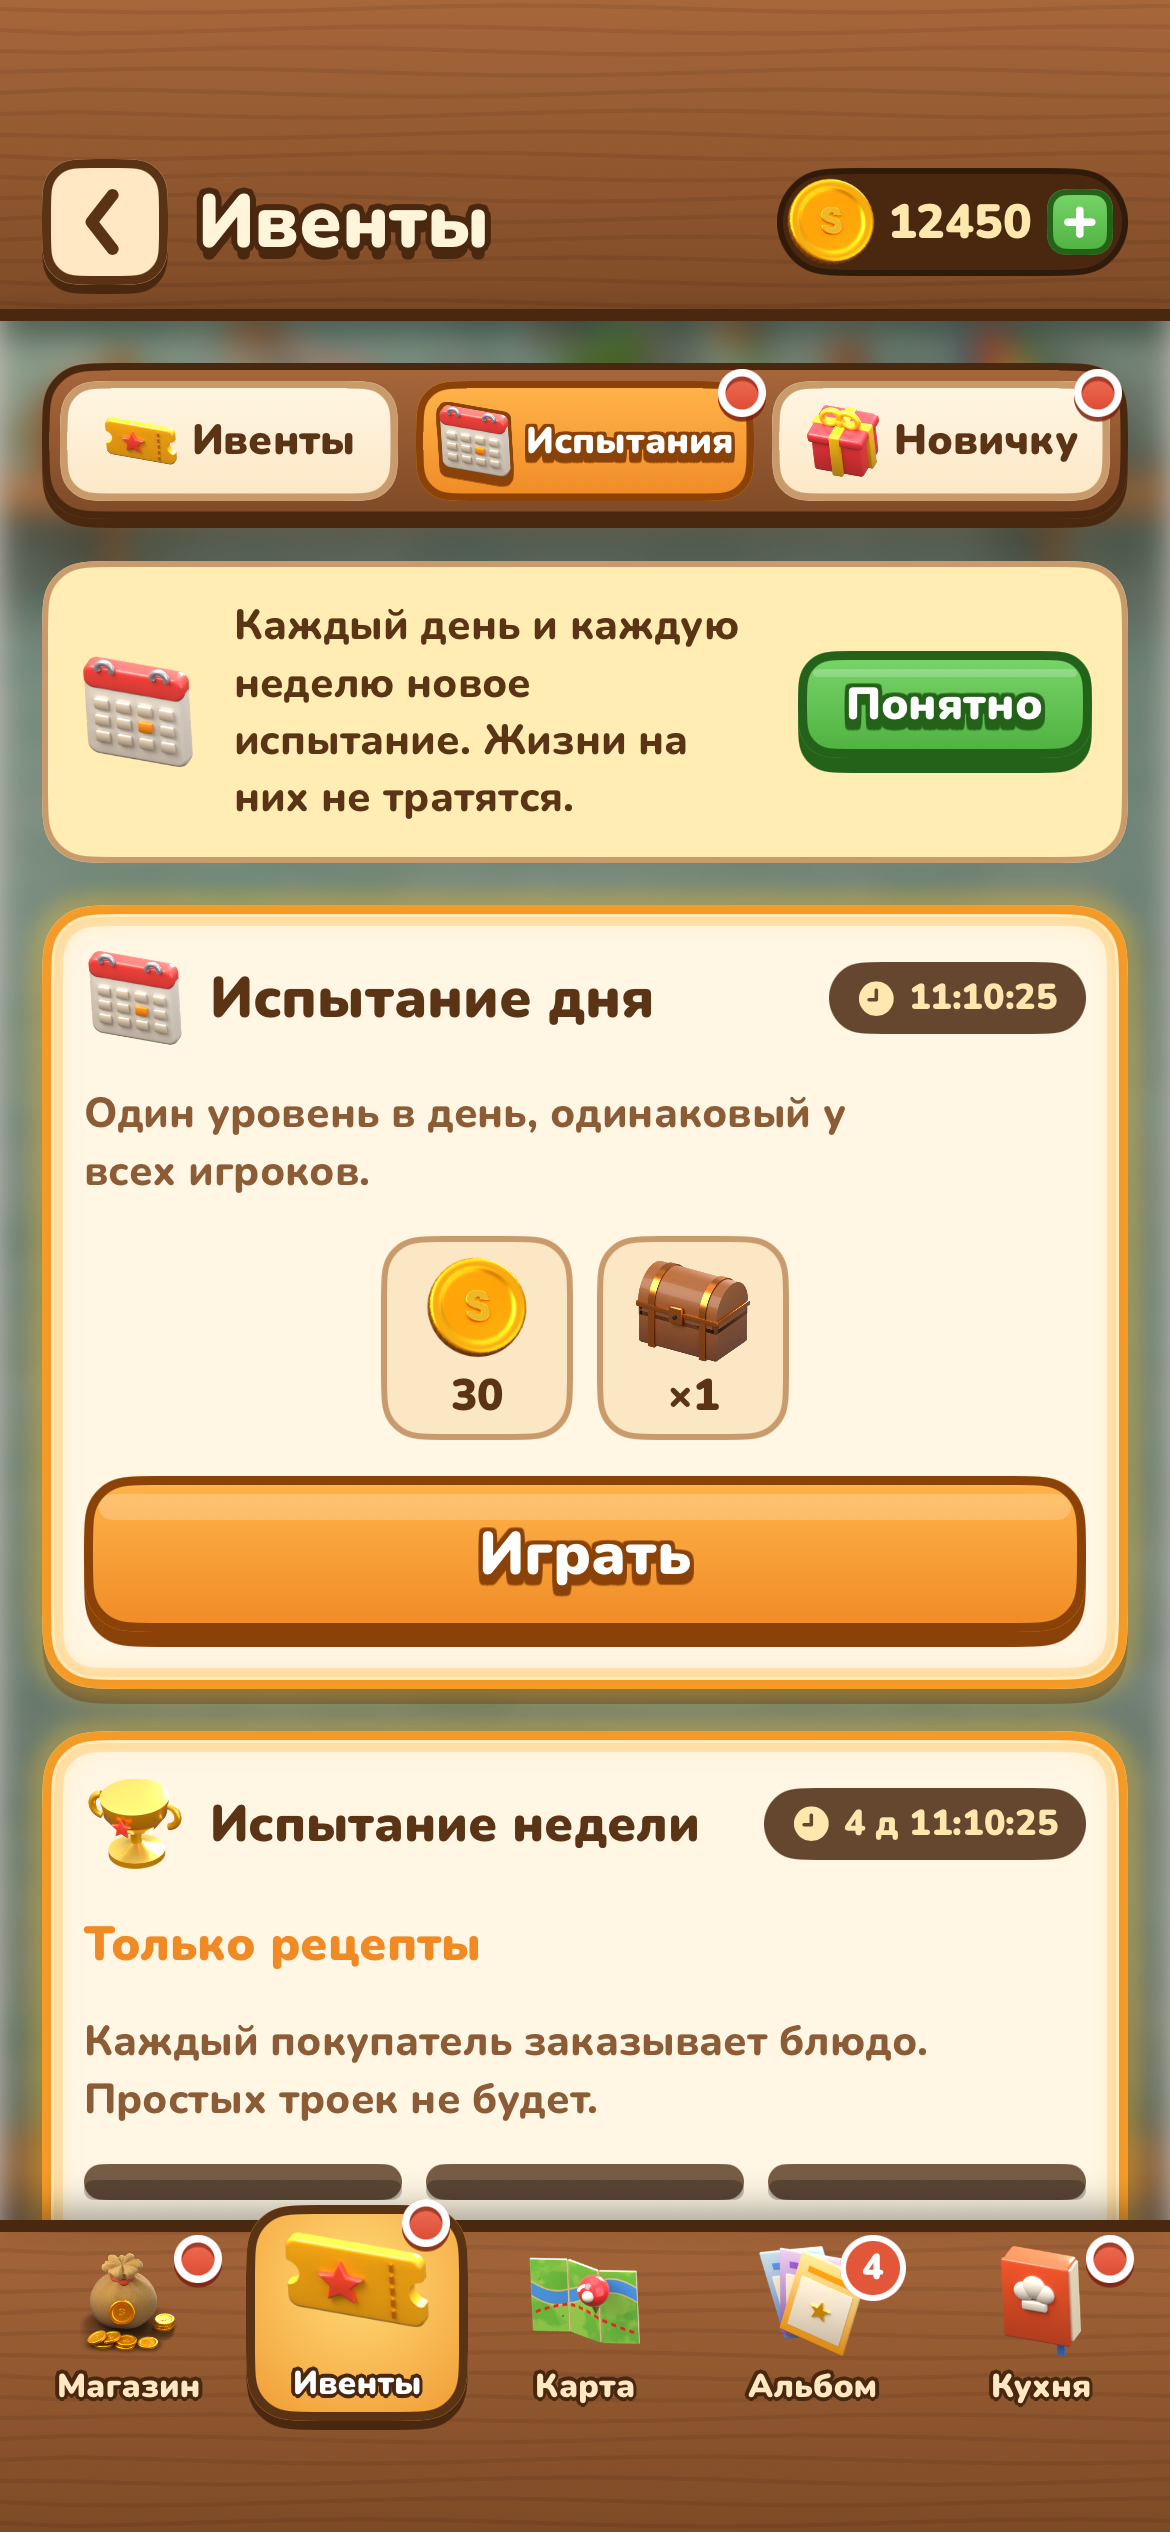 Ивенты
12450
Ивенты
Испытания
Новичку
Каждый день и каждую
неделю новое
испытание. Жизни на
них не тратятся.
Понятно
Испытание дня
11:10:25
Один уровень в день, одинаковый у
всех игроков.
30
×1
Играть
Испытание недели
4 д 11:10:25
Только рецепты
Каждый покупатель заказывает блюдо.
Простых троек не будет.
4
Магазин
Ивенты
Карта
Альбом
Кухня